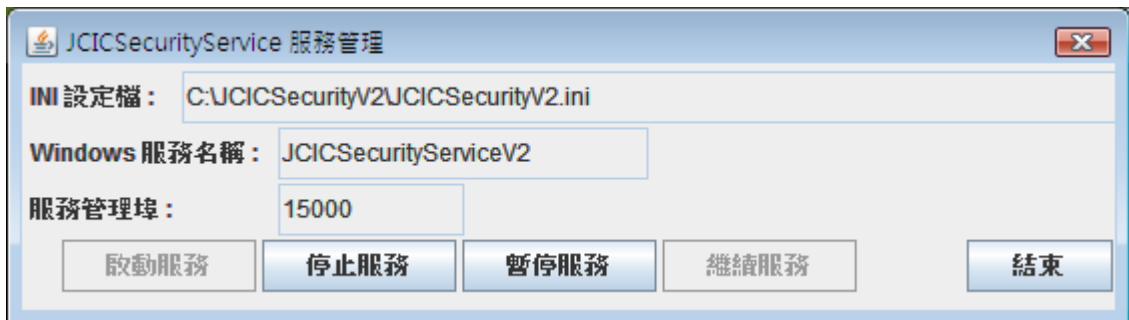 JCICSecurityService 服務管理
INI 設定檔： C:\JCICSecurityV2\JCICSecurityV2.ini
Windows 服務名稱： JCICSecurityServiceV2
服務管理埠： 15000
啟動服務 停止服務 暫停服務 繼續服務 結束